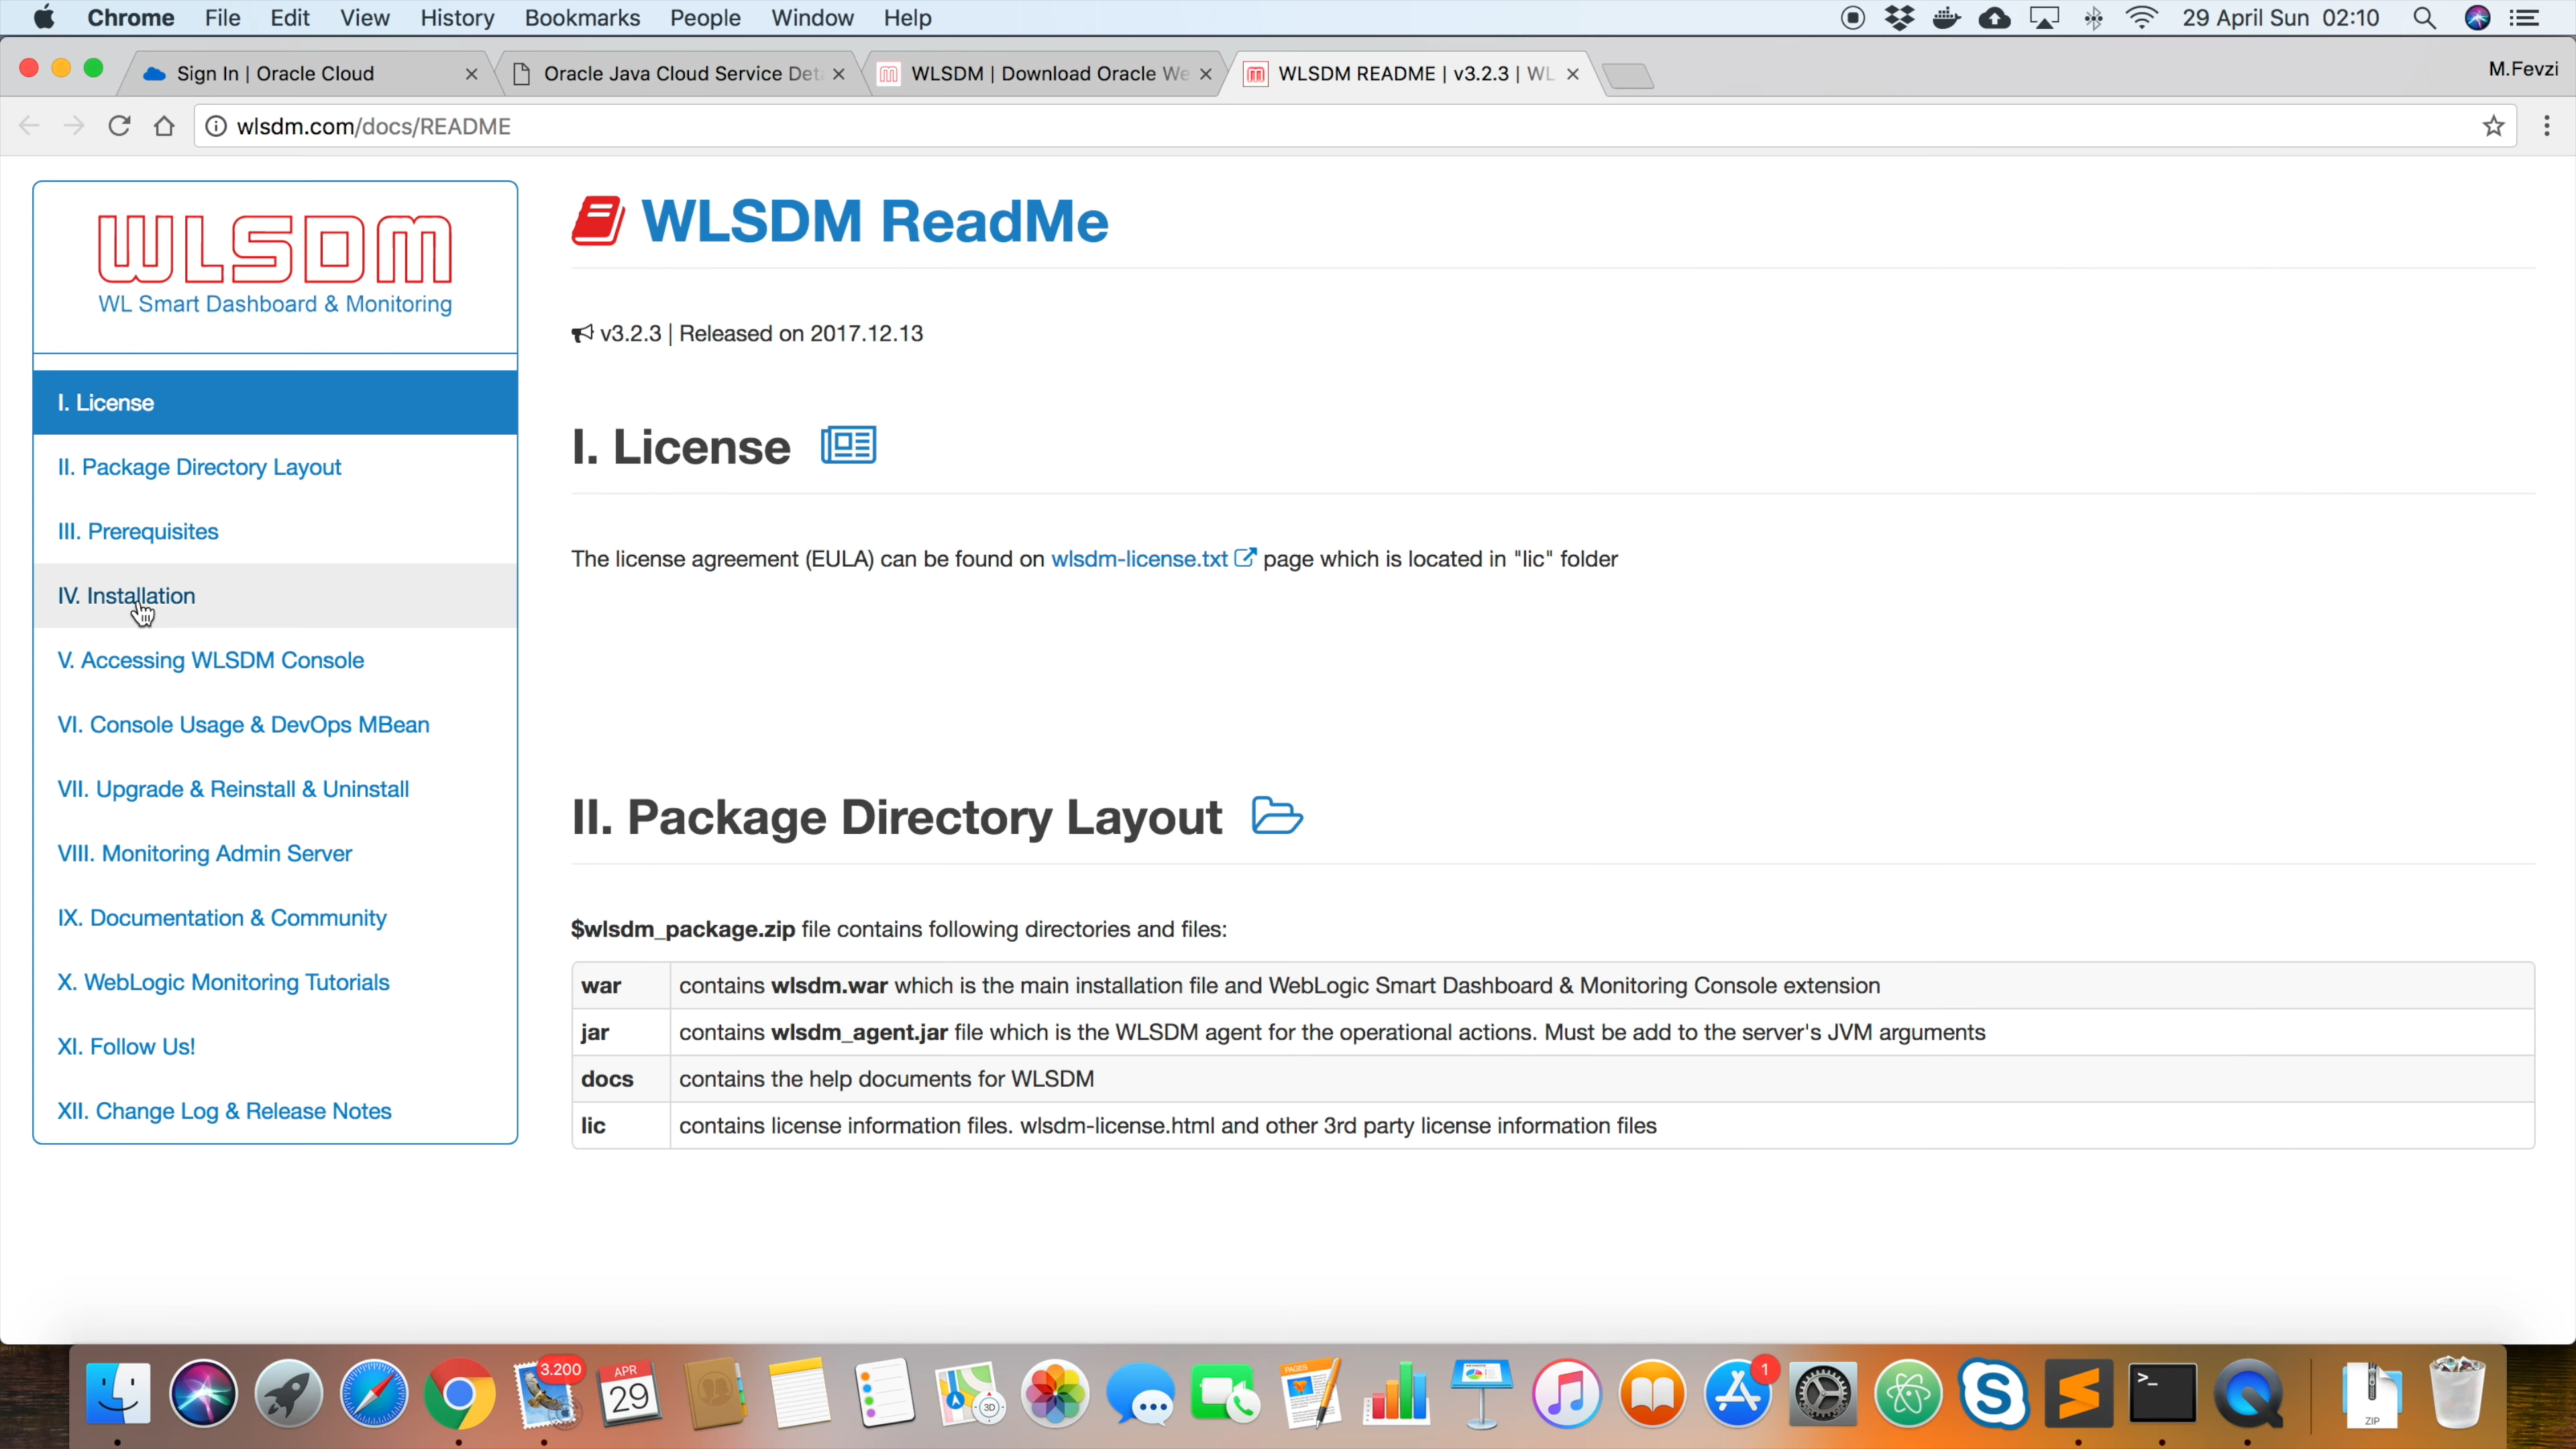 Chrome File Edit View History Bookmarks People Window Help 29 April Sun 02:10
Sign In | Oracle Cloud Oracle Java Cloud Service Det WLSDM | Download Oracle We WLSDM README | v3.2.3 | WL M.Fevzi
wlsdm.com/docs/README
WLSDM
WL Smart Dashboard & Monitoring
I. License
II. Package Directory Layout
III. Prerequisites
IV. Installation
V. Accessing WLSDM Console
VI. Console Usage & DevOps MBean
VII. Upgrade & Reinstall & Uninstall
VIII. Monitoring Admin Server
IX. Documentation & Community
X. WebLogic Monitoring Tutorials
XI. Follow Us!
XII. Change Log & Release Notes
WLSDM ReadMe
v3.2.3 | Released on 2017.12.13
I. License
The license agreement (EULA) can be found on wlsdm-license.txt page which is located in "lic" folder
II. Package Directory Layout
$wlsdm_package.zip file contains following directories and files:
war contains wlsdm.war which is the main installation file and WebLogic Smart Dashboard & Monitoring Console extension
jar contains wlsdm_agent.jar file which is the WLSDM agent for the operational actions. Must be add to the server's JVM arguments
docs contains the help documents for WLSDM
lic contains license information files. wlsdm-license.html and other 3rd party license information files
3.200
APR
29
3D
PAGES
1
>_
ZIP